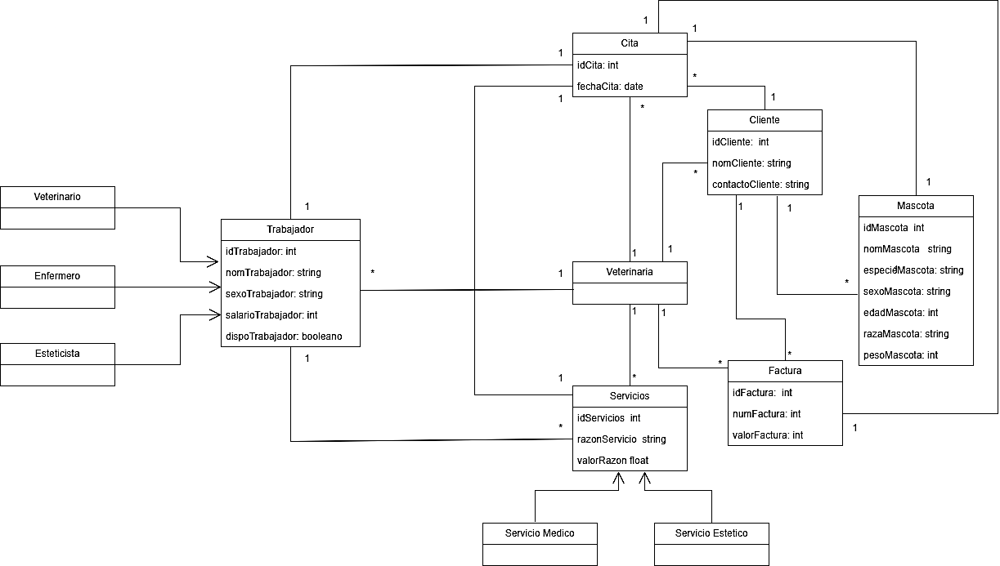 1
1
Cita
1
idCita: int
fechaCita: date
*
1
1
*
Cliente
idCliente: int
nomCliente: string
contactoCliente: string
*
1
1
1
Mascota
idMascota int
nomMascota string
especieMascota: string
sexoMascota: string
edadMascota: int
razaMascota: string
pesoMascota: int
*
Veterinario
Enfermero
Esteticista
1
Trabajador
idTrabajador: int
nomTrabajador: string
sexoTrabajador: string
salarioTrabajador: int
dispoTrabajador: booleano
*
1
1
1
1
Veterinaria
1
1
*
*
*
Factura
idFactura: int
numFactura: int
valorFactura: int
1
1
*
Servicios
idServicios int
razonServicio string
valorRazon float
Servicio Medico
Servicio Estetico